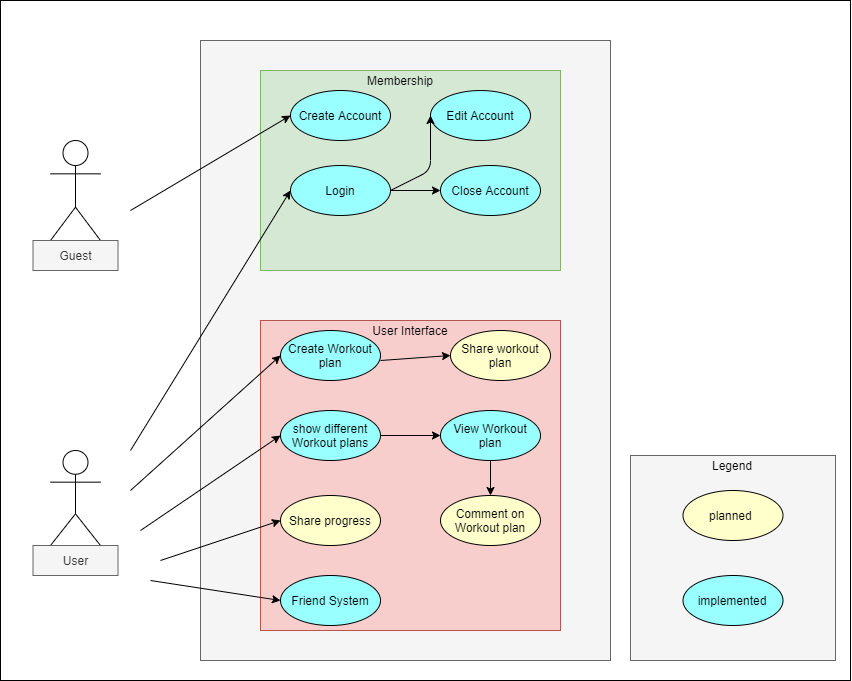 Membership
Create Account
Edit Account
Login
Close Account
Guest
User Interface
Create Workout
plan
Share workout
plan
show different
Workout plans
View Workout
plan
Share progress
Comment on
Workout plan
User
Friend System
Legend
planned
implemented